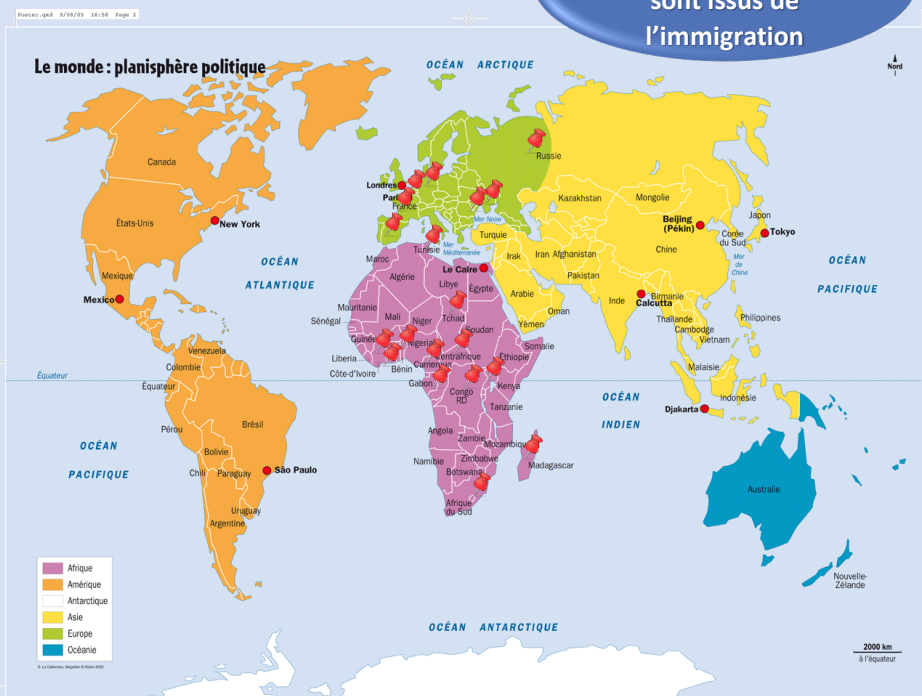 Poster.qxd 9/30/05 16:58 Page 2
sont issus de
l'immigration
Le monde : planisphère politique
OCÉAN ARCTIQUE
Nord
Canada
Russie
Londres
Paris
France
Kazakhstan
Mongolie
États-Unis
New York
Mer Noire
Turquie
Beijing
(Pékin)
Japon
Tokyo
Corée
du Sud
Tunisie
Mer
Méditerranée
Irak
Iran
Afghanistan
Chine
Mer
de
Chine
OCÉAN
ATLANTIQUE
Maroc
Algérie
Libye
Le Caire
Égypte
Pakistan
OCÉAN
PACIFIQUE
Mexique
Mexico
Mauritanie
Mali
Niger
Tchad
Soudan
Arabie
Oman
Yémen
Inde
Calcutta
Birmanie
Thaïlande
Cambodge
Vietnam
Philippines
Sénégal
Guinée
Nigeria
Centrafrique
Éthiopie
Somalie
Venezuela
Colombie
Liberia
Côte-d'Ivoire
Bénin
Cameroun
Gabon
Congo
RD
Kenya
Malaisie
Équateur
Équateur
Tanzanie
OCÉAN
INDIEN
Djakarta
Indonésie
Pérou
Brésil
Angola
Zambie
Mozambique
OCÉAN
PACIFIQUE
Bolivie
Namibie
Zimbabwe
Botswana
Madagascar
Chili
Paraguay
São Paulo
Australie
Uruguay
Argentine
Afrique
du Sud
Nouvelle-
Zélande
Afrique
Amérique
Antarctique
Asie
Europe
Océanie
OCÉAN ANTARCTIQUE
2000 km
à l'équateur